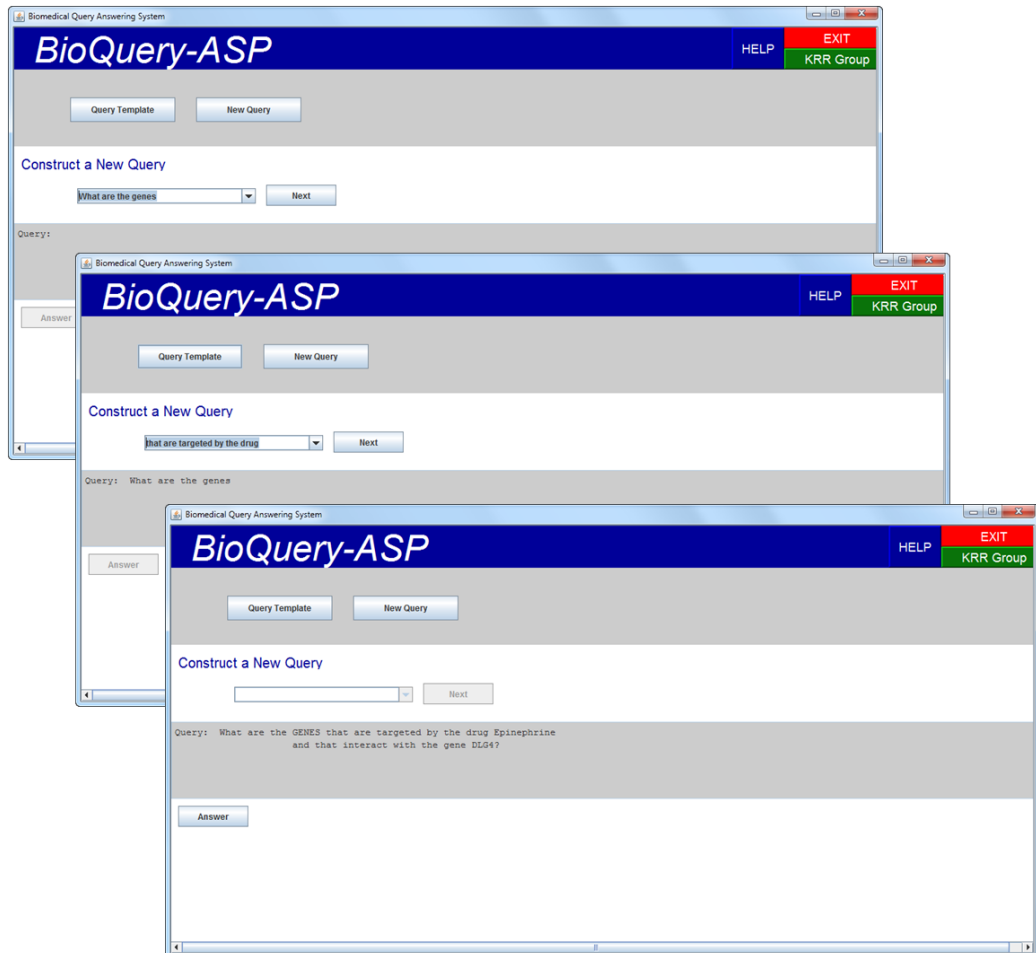 Biomedical Query Answering System
BioQuery-ASP
HELP
EXIT
KRR Group
Query Template
New Query
Construct a New Query
What are the genes
Next
Query:
Answer
Biomedical Query Answering System
BioQuery-ASP
HELP
EXIT
KRR Group
Query Template
New Query
Construct a New Query
that are targeted by the drug
Next
Query: What are the genes
Answer
Biomedical Query Answering System
BioQuery-ASP
HELP
EXIT
KRR Group
Query Template
New Query
Construct a New Query
Next
Query: What are the GENES that are targeted by the drug Epinephrine
and that interact with the gene DLG4?
Answer